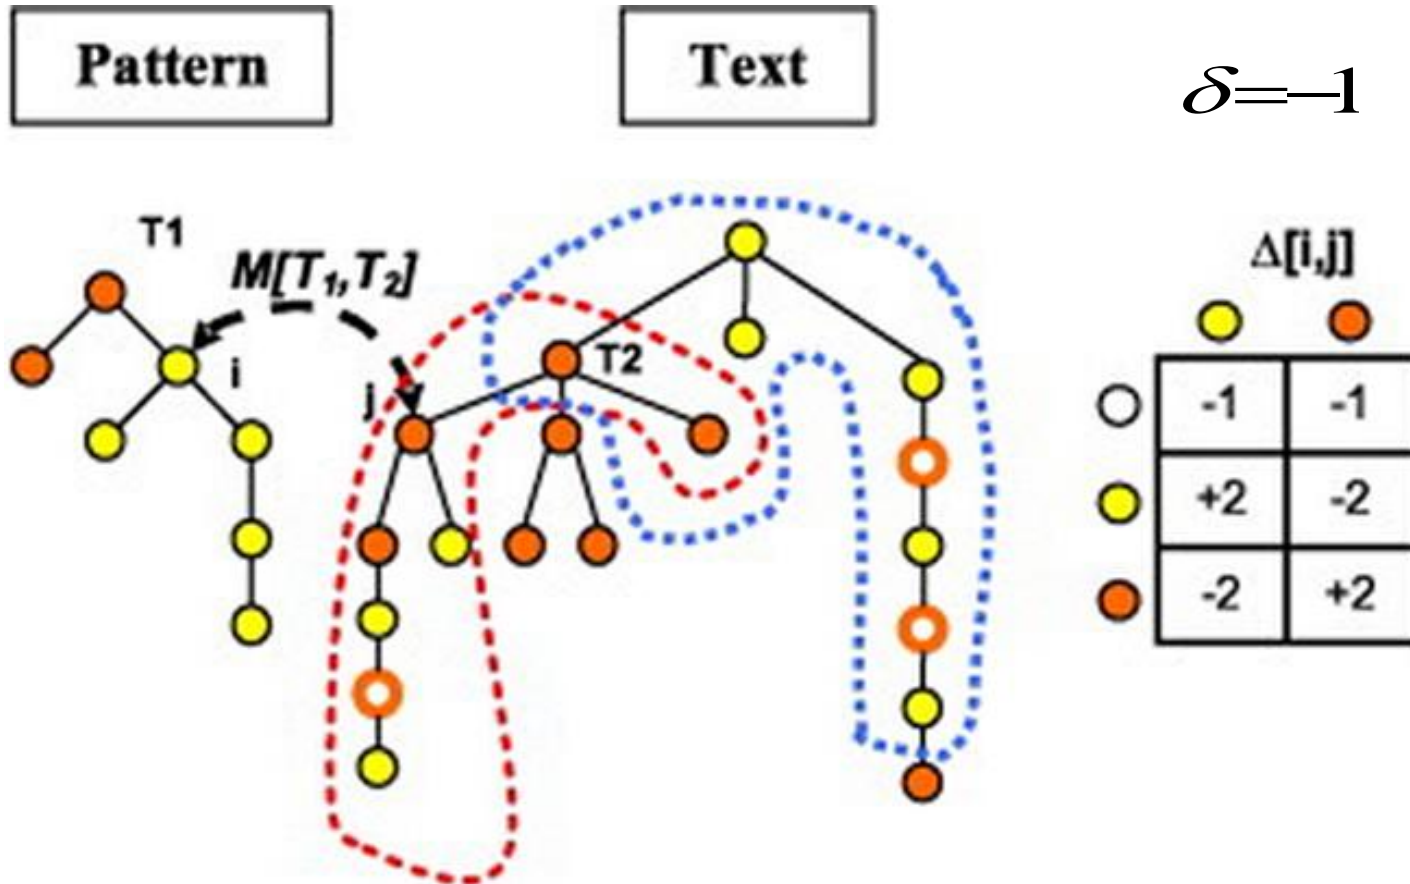 Pattern
Text
δ=−1
T1
M[T₁,T₂]
Δ[i,j]
T2
i
j
-1 -1
+2 -2
-2 +2